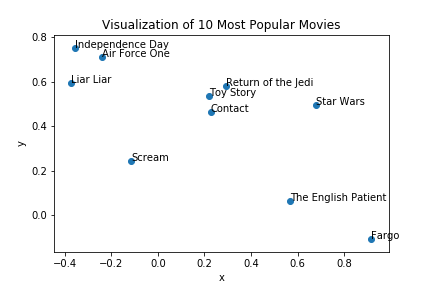 Visualization of 10 Most Popular Movies
0.8
Independence Day
Air Force One
Liar Liar
Return of the Jedi
0.6
Toy Story
Star Wars
Contact
0.4
y
Scream
0.2
The English Patient
0.0
Fargo
−0.4 −0.2 0.0 0.2 0.4 0.6 0.8
x